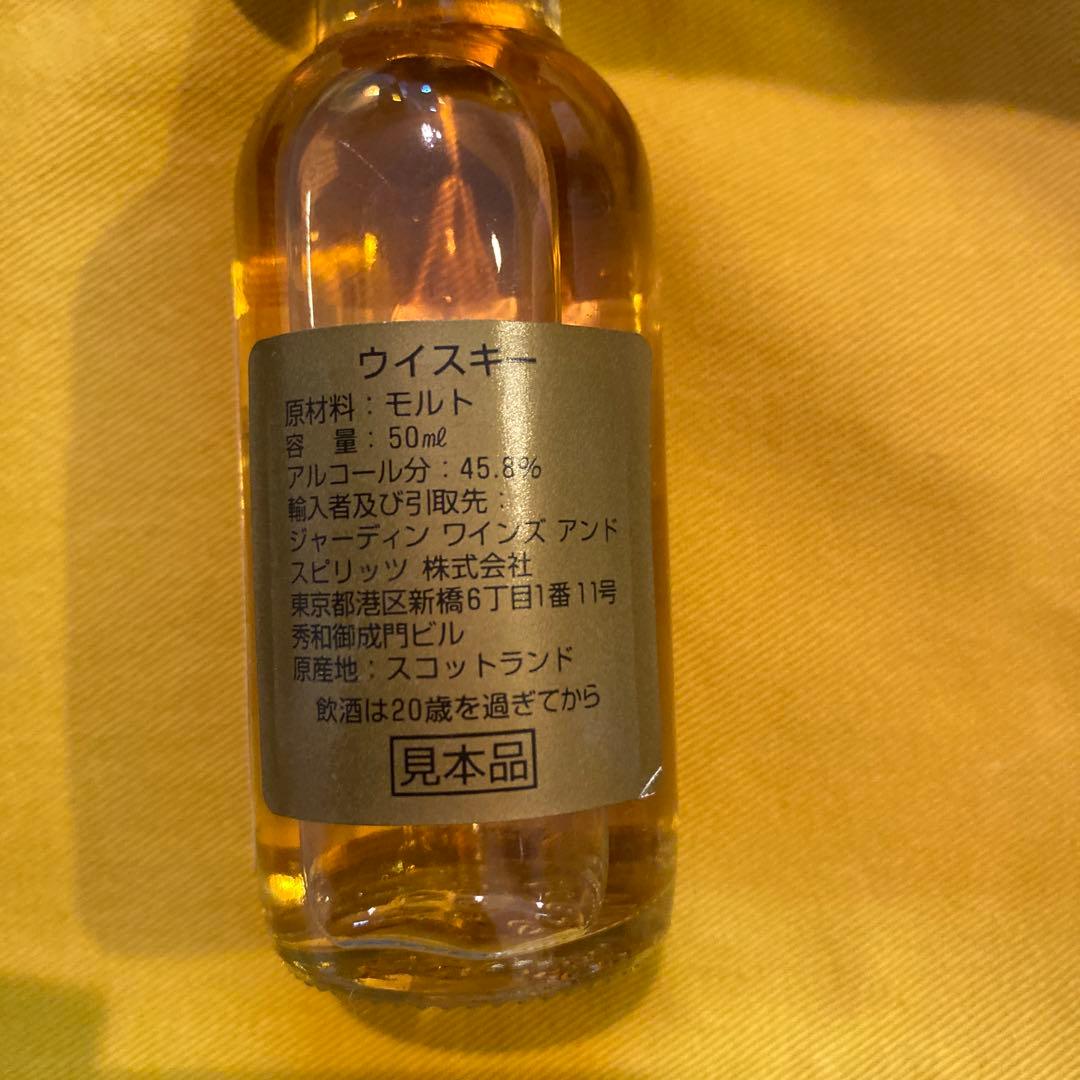 ウイスキー
原材料：モルト
容　量：50㎖
アルコール分：45.8%
輸入者及び引取先：
ジャーディン ワインズ アンド
スピリッツ 株式会社
東京都港区新橋6丁目1番11号
秀和御成門ビル
原産地：スコットランド
飲酒は20歳を過ぎてから
見本品